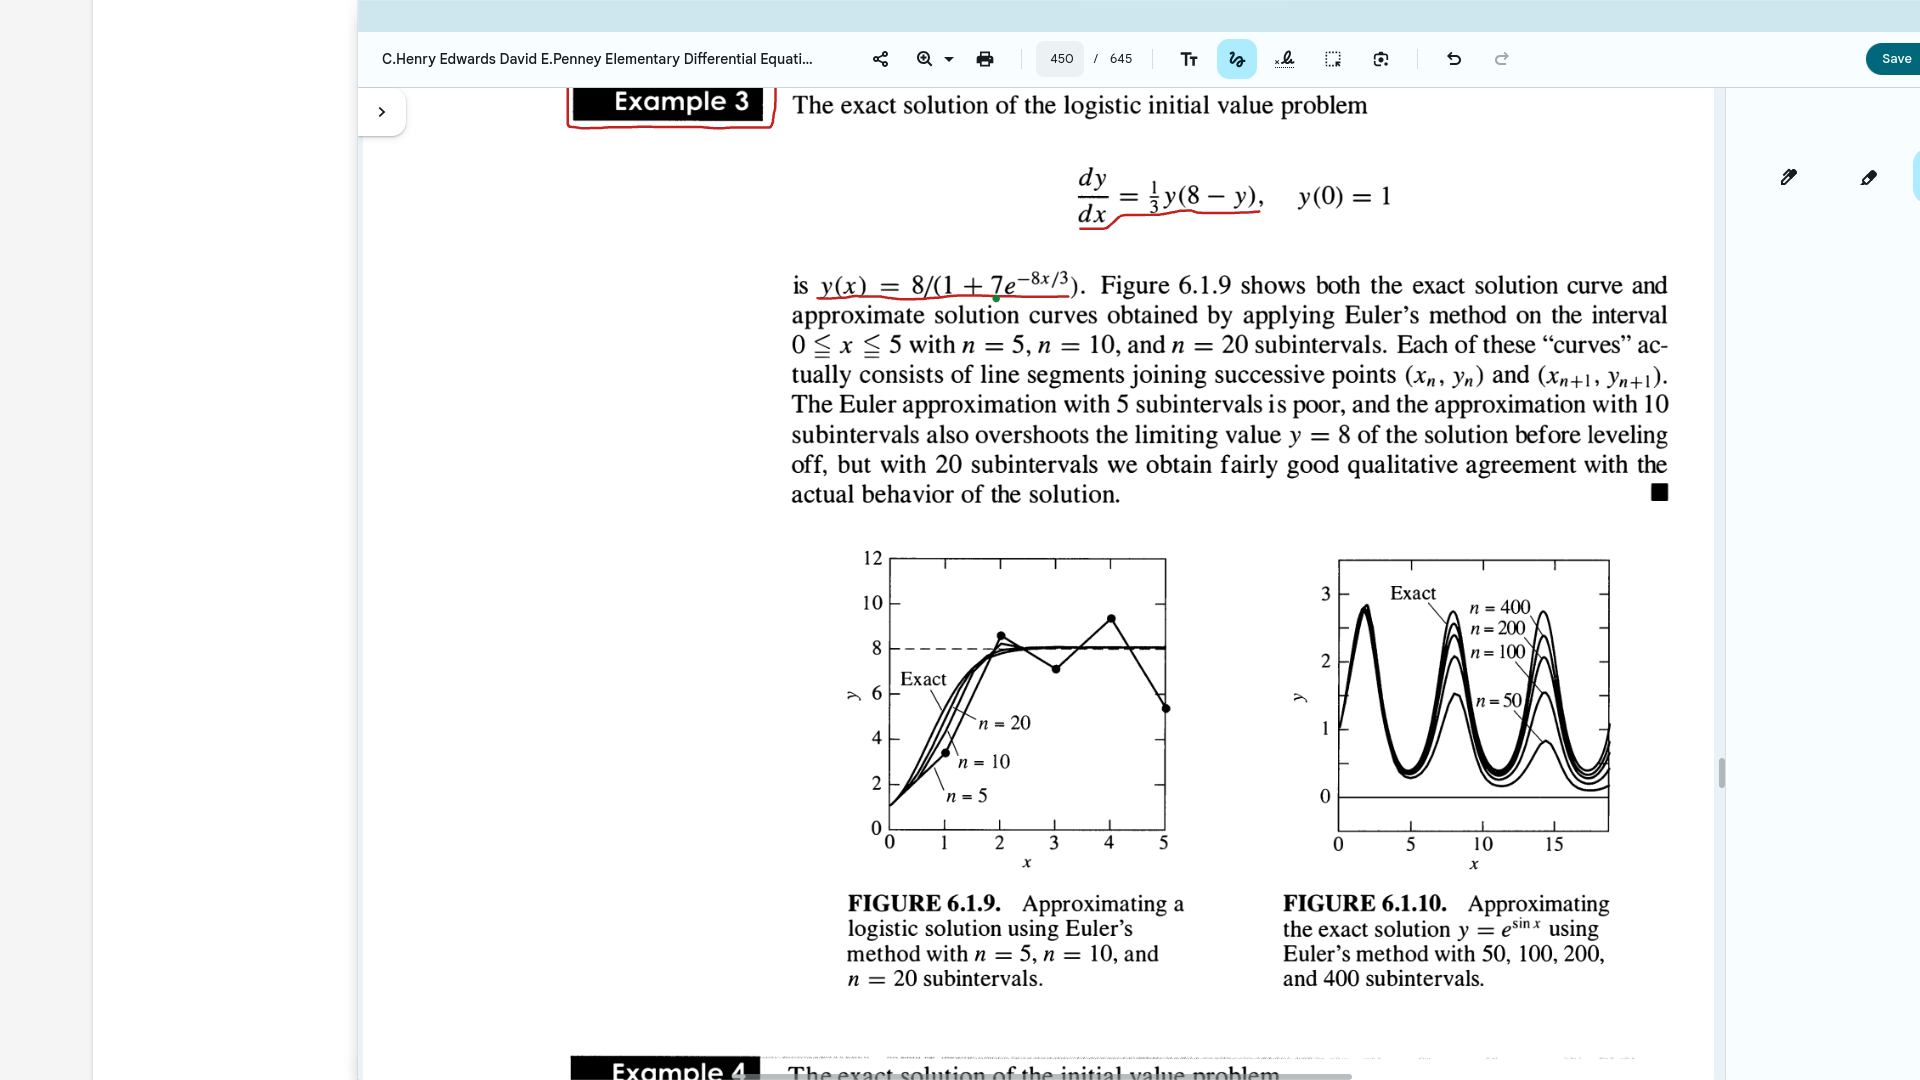 C.Henry Edwards David E.Penney Elementary Differential Equati...
450 / 645
Save
Example 3 The exact solution of the logistic initial value problem
dy/dx = 1/3 y(8 − y), y(0) = 1
is y(x) = 8/(1 + 7e^{−8x/3}). Figure 6.1.9 shows both the exact solution curve and
approximate solution curves obtained by applying Euler’s method on the interval
0 ≦ x ≦ 5 with n = 5, n = 10, and n = 20 subintervals. Each of these “curves” ac-
tually consists of line segments joining successive points (x_n, y_n) and (x_{n+1}, y_{n+1}).
The Euler approximation with 5 subintervals is poor, and the approximation with 10
subintervals also overshoots the limiting value y = 8 of the solution before leveling
off, but with 20 subintervals we obtain fairly good qualitative agreement with the
actual behavior of the solution.
12
10
8
6
4
2
0
y
Exact
n = 20
n = 10
n = 5
0 1 2 3 4 5
x
FIGURE 6.1.9. Approximating a
logistic solution using Euler’s
method with n = 5, n = 10, and
n = 20 subintervals.
3
2
1
0
y
Exact
n = 400
n = 200
n = 100
n = 50
0 5 10 15
x
FIGURE 6.1.10. Approximating
the exact solution y = e^{sin x} using
Euler’s method with 50, 100, 200,
and 400 subintervals.
Example 4 The exact solution of the initial value problem